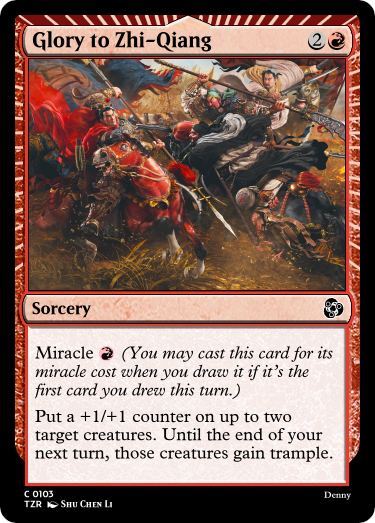 Glory to Zhi-Qiang 2
Sorcery
Miracle (You may cast this card for its
miracle cost when you draw it if it's the
first card you drew this turn.)
Put a +1/+1 counter on up to two
target creatures. Until the end of your
next turn, those creatures gain trample.
C 0103 Denny
TZR Shu Chen Li